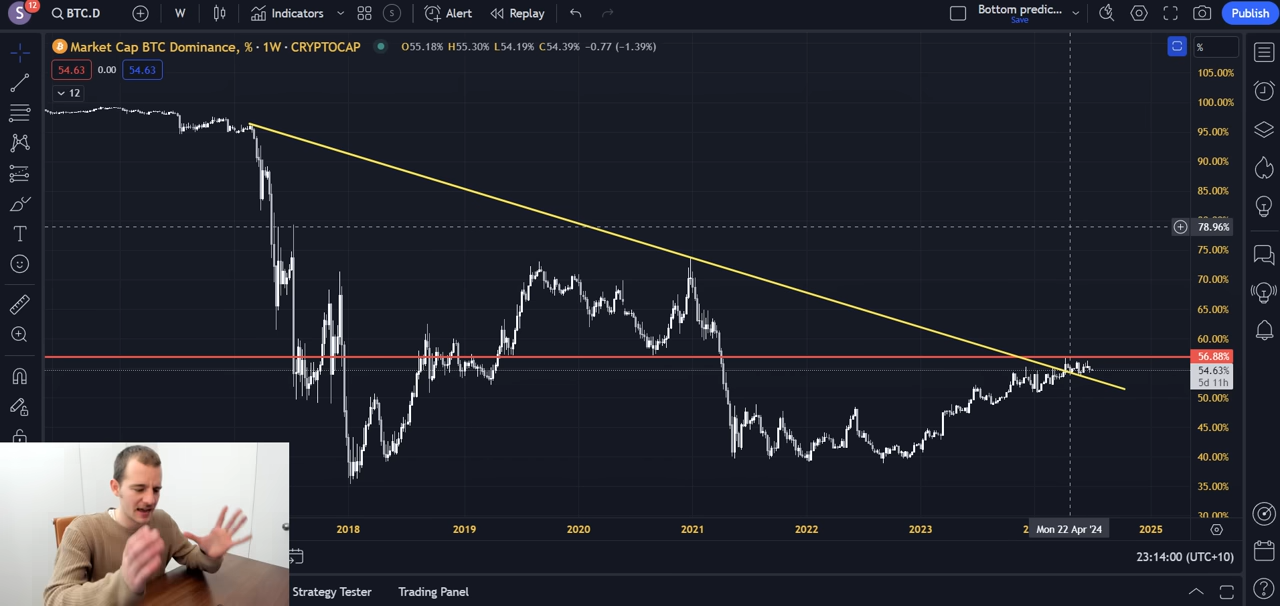 S 12 BTC.D W Indicators S Alert Replay Bottom predic... Save Publish
Market Cap BTC Dominance, % · 1W · CRYPTOCAP O55.18% H55.30% L54.19% C54.39% -0.77 (-1.39%) %
54.63 0.00 54.63
12
105.00%
100.00%
95.00%
90.00%
85.00%
78.96%
75.00%
70.00%
65.00%
60.00%
56.88%
54.63%
5d 11h
50.00%
45.00%
40.00%
35.00%
30.00%
2018 2019 2020 2021 2022 2023 Mon 22 Apr '24 2025
23:14:00 (UTC+10)
Strategy Tester Trading Panel